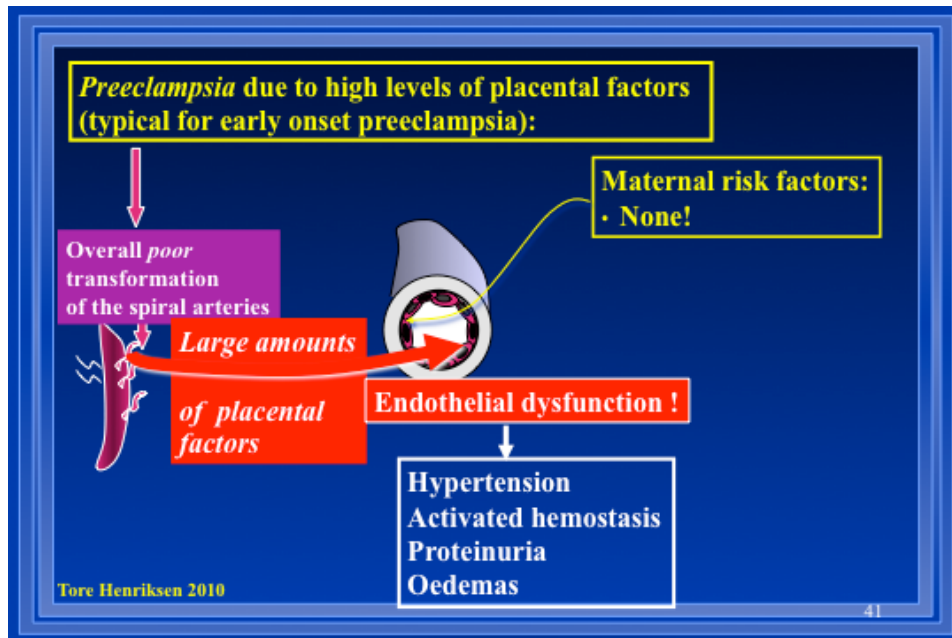 Preeclampsia due to high levels of placental factors
(typical for early onset preeclampsia):
Maternal risk factors:
· None!
Overall poor
transformation
of the spiral arteries
Large amounts
of placental
factors
Endothelial dysfunction !
Hypertension
Activated hemostasis
Proteinuria
Oedemas
Tore Henriksen 2010
41